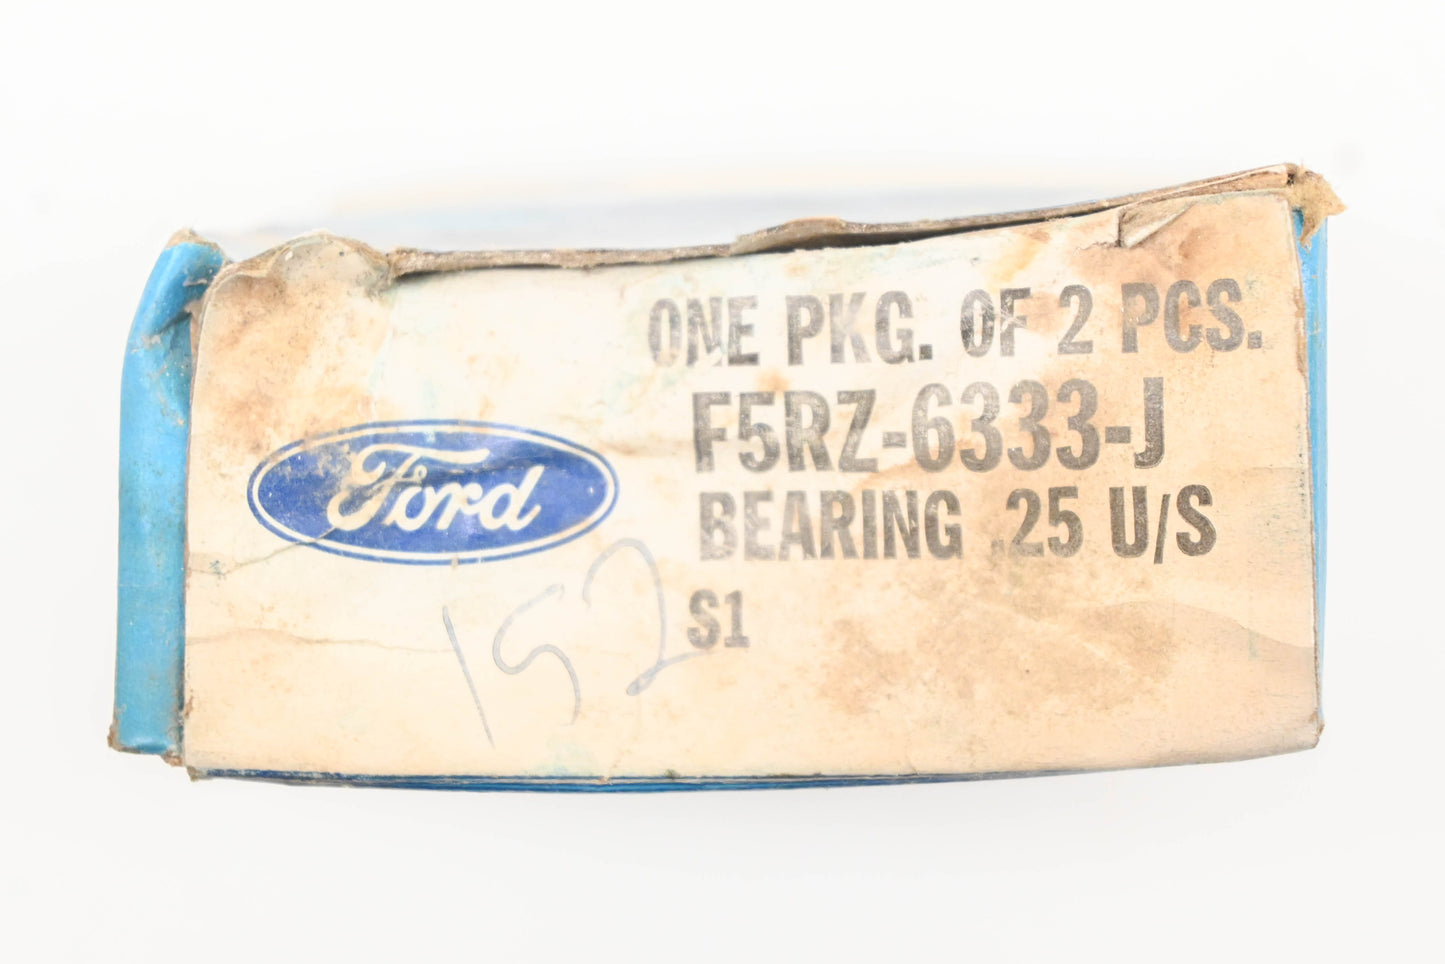 ONE PKG. OF 2 PCS.
F5RZ-6333-J
BEARING .25 U/S
S1
Ford
152